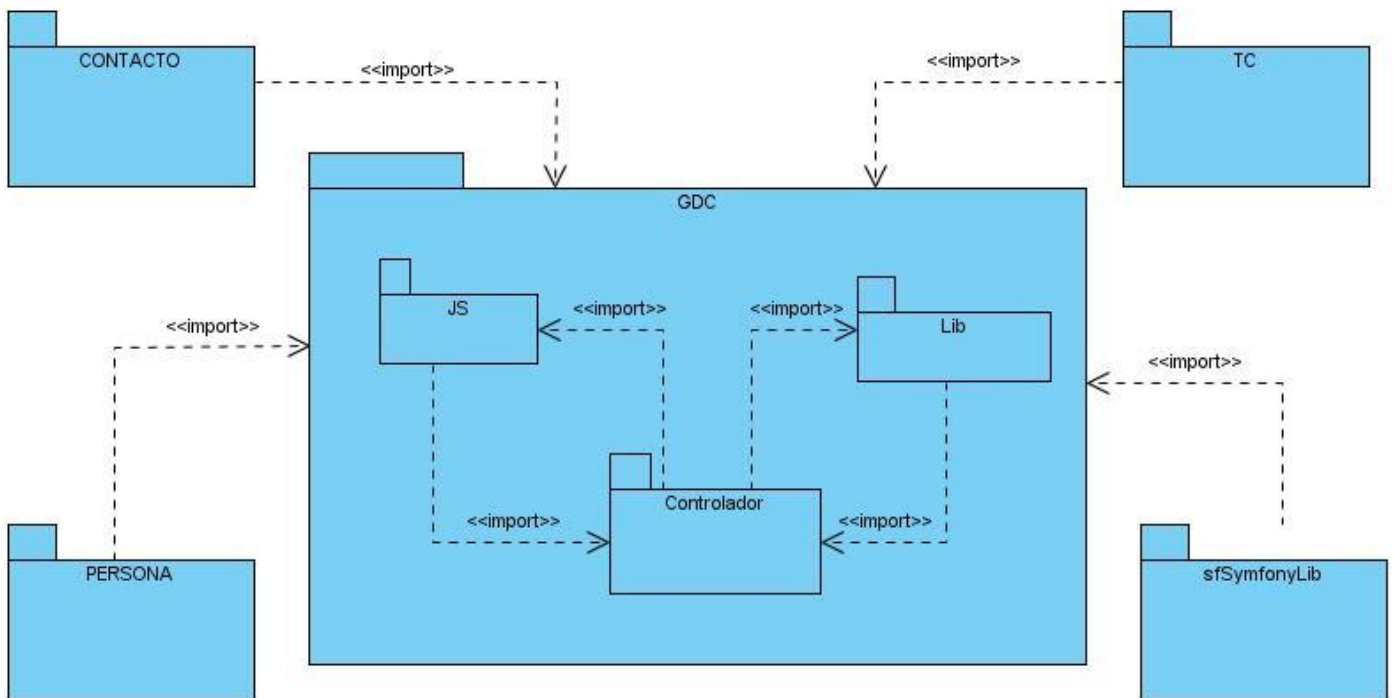 CONTACTO
<<import>>
<<import>>
TC
GDC
JS
<<import>>
<<import>>
Lib
<<import>>
<<import>>
Controlador
<<import>>
<<import>>
PERSONA
sfSymfonyLib